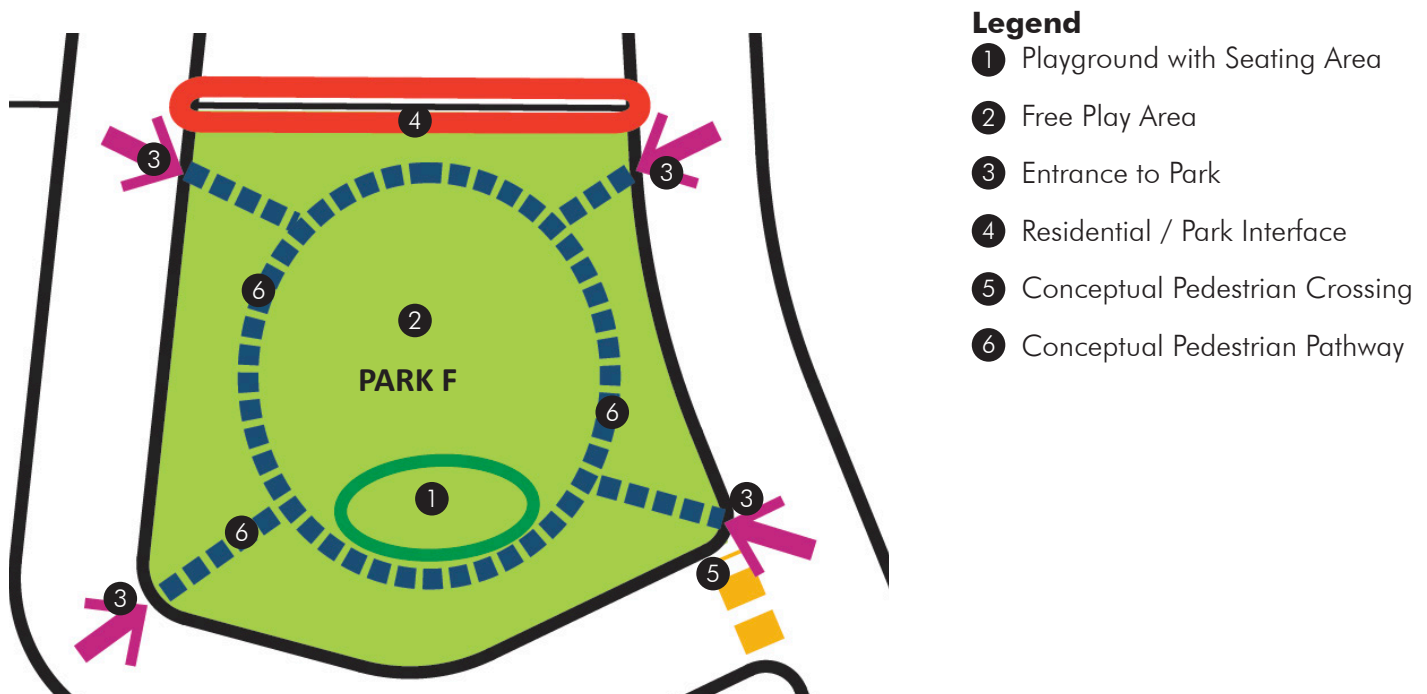 Legend
1 Playground with Seating Area
2 Free Play Area
3 Entrance to Park
4 Residential / Park Interface
5 Conceptual Pedestrian Crossing
6 Conceptual Pedestrian Pathway
4
3
3
6
2
PARK F
6
1
3
6
5
3